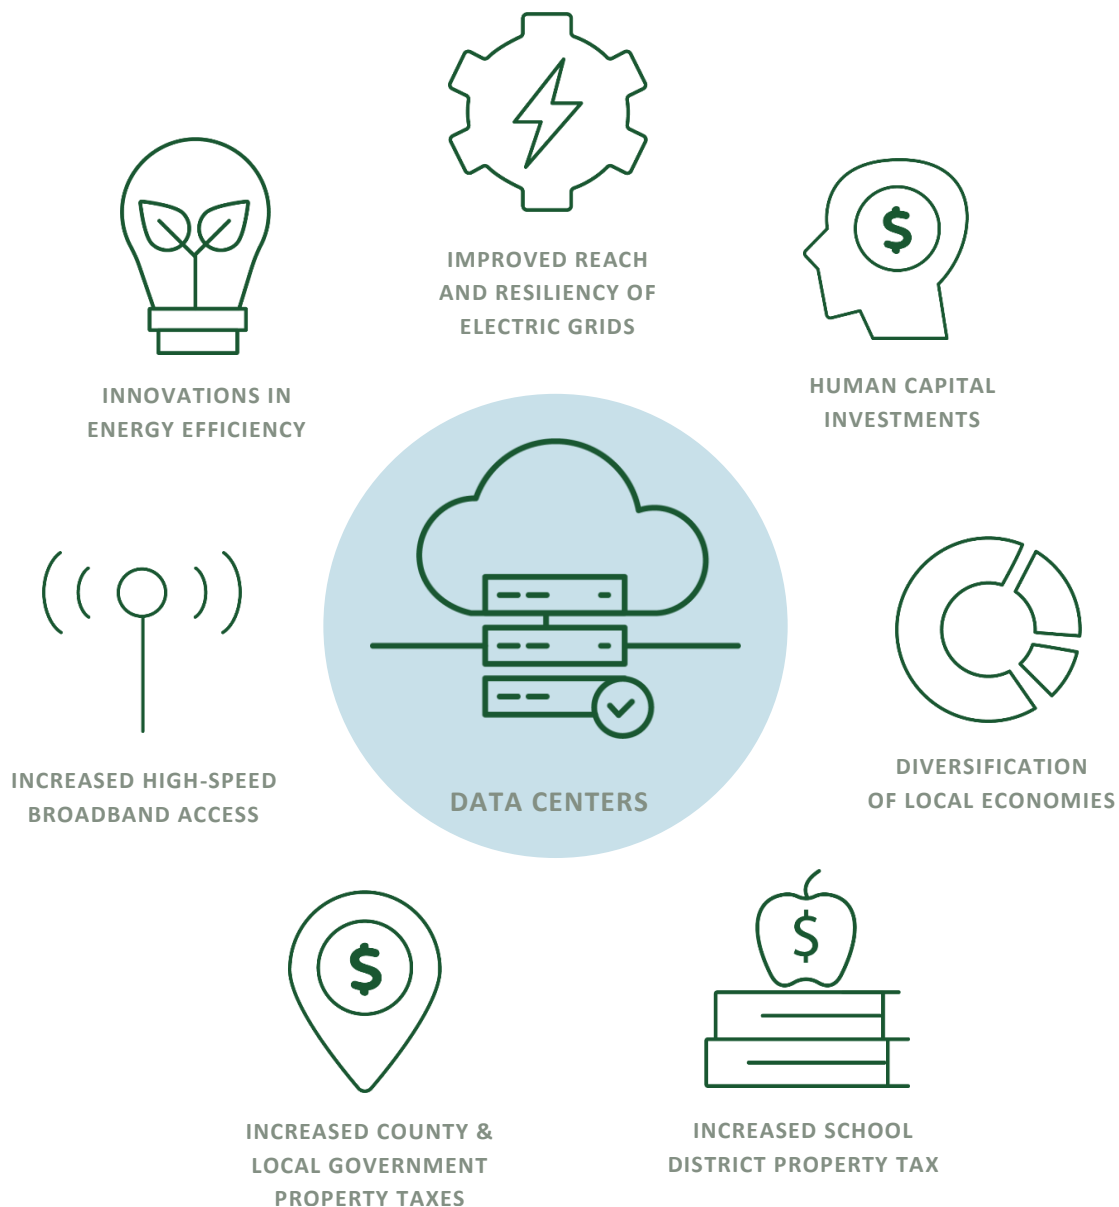 IMPROVED REACH
AND RESILIENCY OF
ELECTRIC GRIDS
$
HUMAN CAPITAL
INVESTMENTS
INNOVATIONS IN
ENERGY EFFICIENCY
INCREASED HIGH-SPEED
BROADBAND ACCESS
DATA CENTERS
DIVERSIFICATION
OF LOCAL ECONOMIES
$
INCREASED COUNTY &
LOCAL GOVERNMENT
PROPERTY TAXES
$
INCREASED SCHOOL
DISTRICT PROPERTY TAX